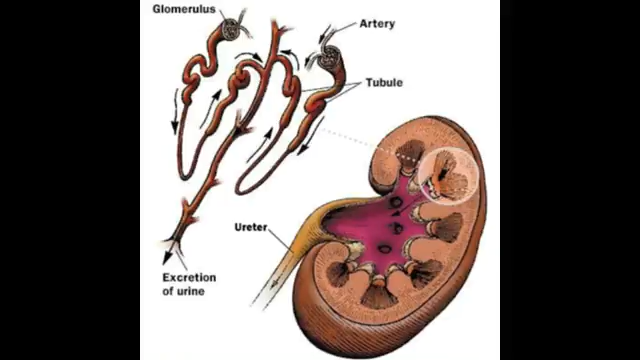 Glomerulus
Artery
Tubule
Ureter
Excretion
of urine